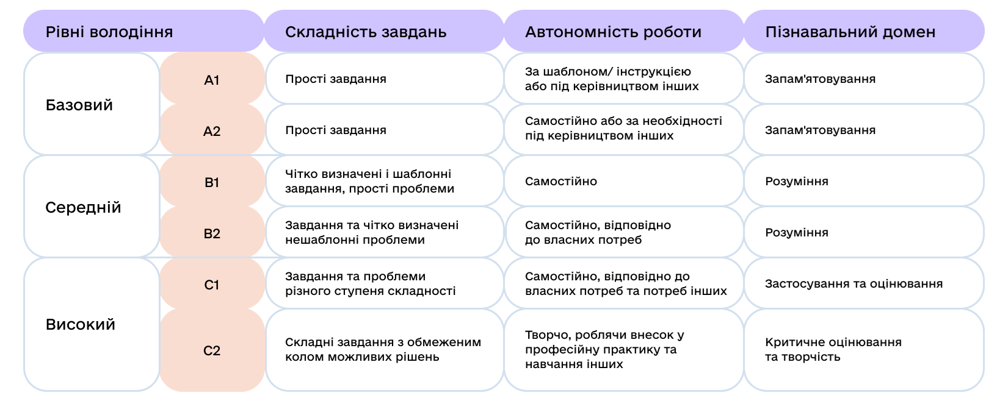 Рівні володіння
Складність завдань
Автономність роботи
Пізнавальний домен
Базовий
A1
Прості завдання
За шаблоном/ інструкцією
або під керівництвом інших
Запам'ятовування
A2
Прості завдання
Самостійно або за необхідності
під керівництвом інших
Запам'ятовування
Середній
B1
Чітко визначені і шаблонні
завдання, прості проблеми
Самостійно
Розуміння
B2
Завдання та чітко визначені
нешаблонні проблеми
Самостійно, відповідно
до власних потреб
Розуміння
Високий
C1
Завдання та проблеми
різного ступеня складності
Самостійно, відповідно до
власних потреб та потреб інших
Застосування та оцінювання
C2
Складні завдання з обмеженим
колом можливих рішень
Творчо, роблячи внесок у
професійну практику та
навчання інших
Критичне оцінювання
та творчість